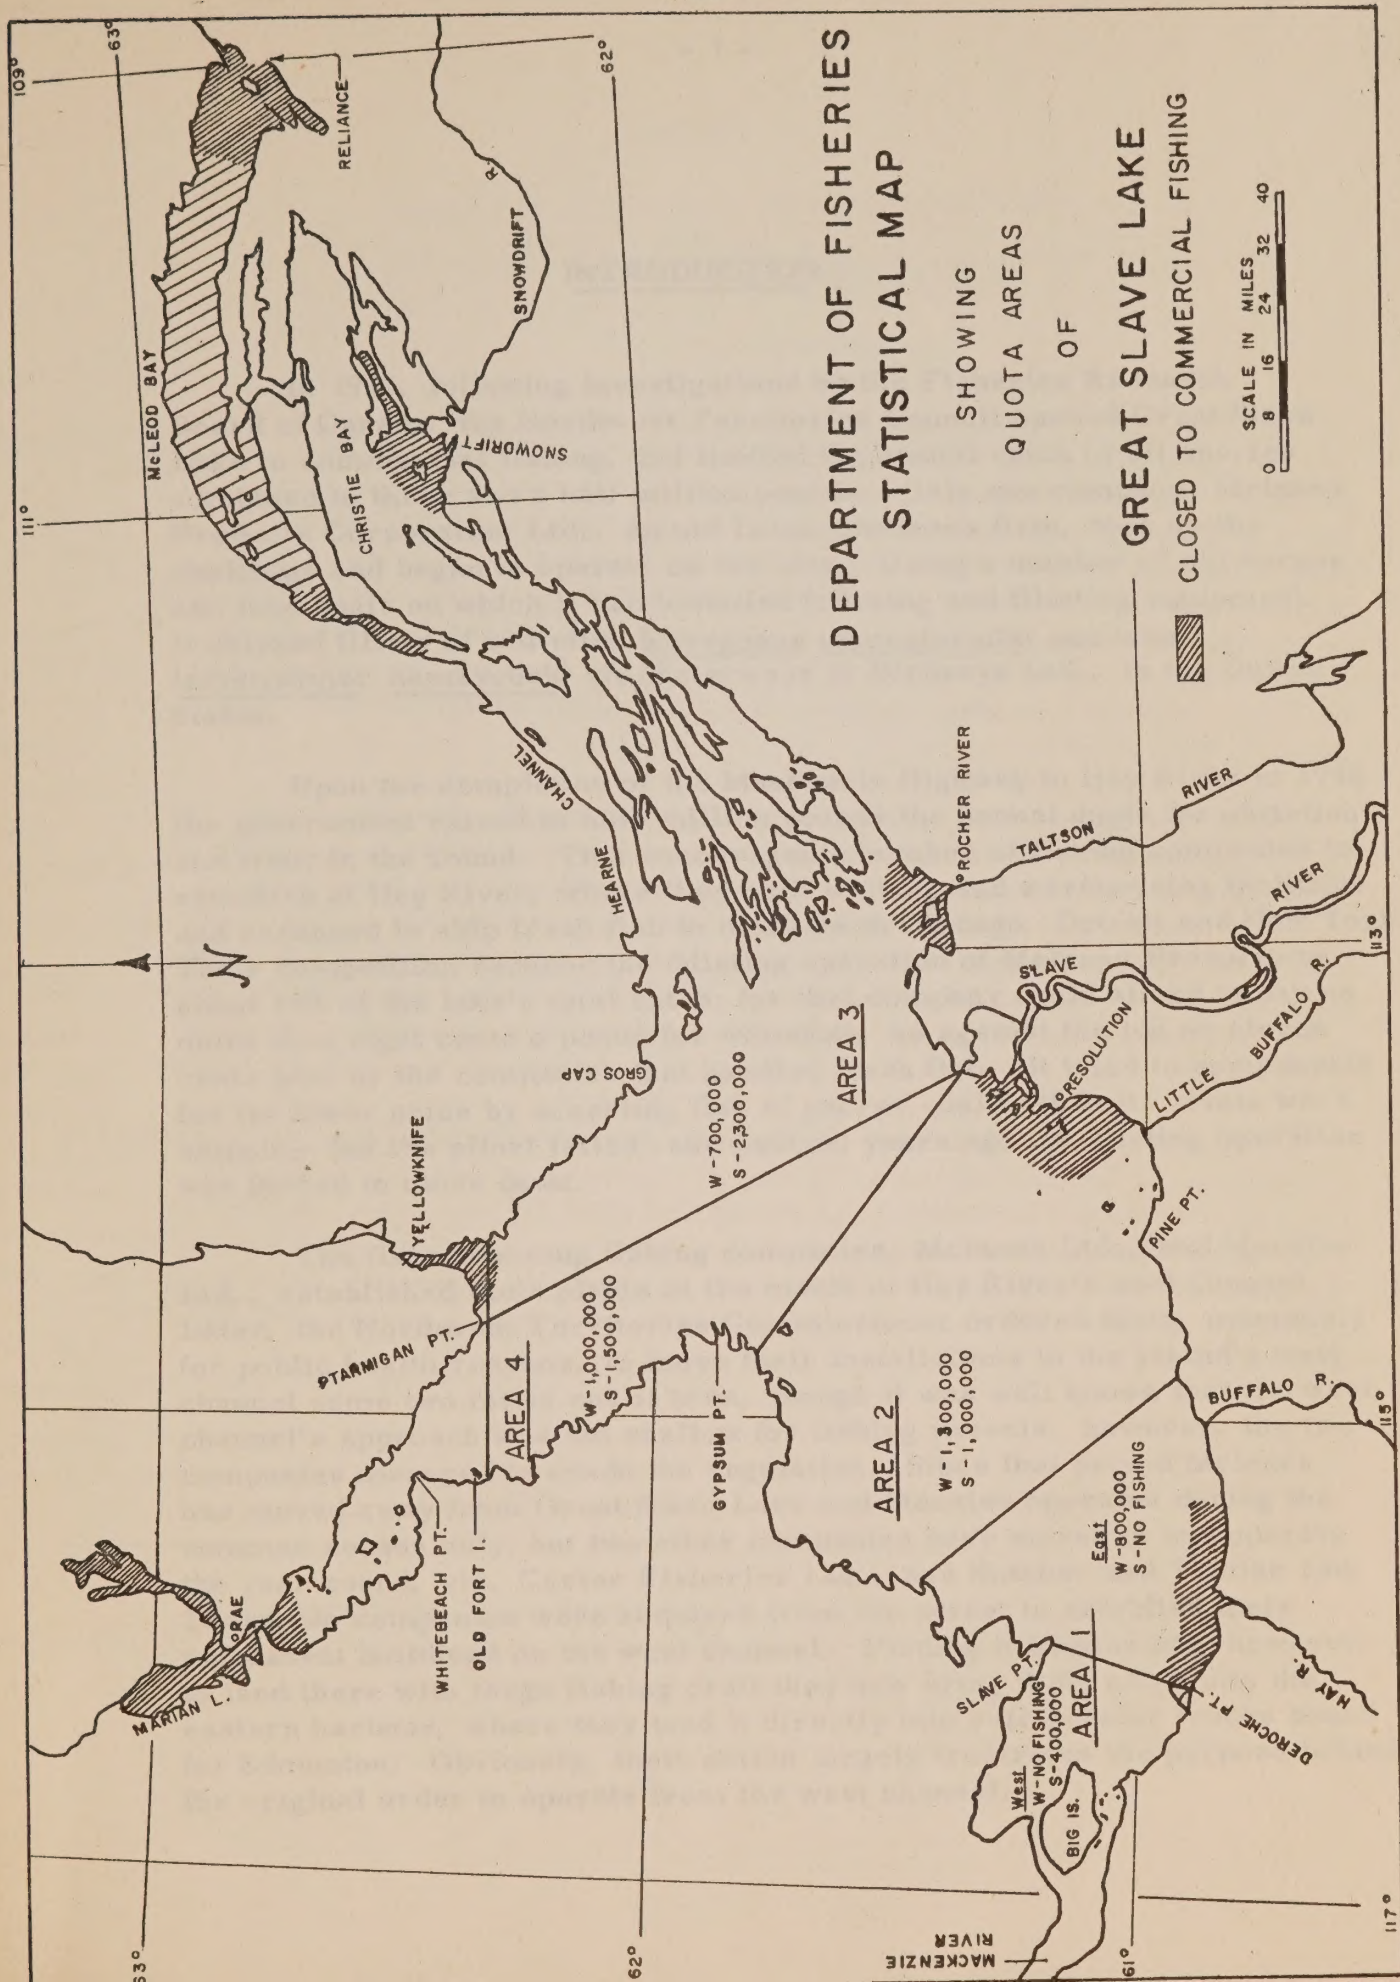 DEPARTMENT OF FISHERIES
STATISTICAL MAP
SHOWING
QUOTA AREAS
OF
GREAT SLAVE LAKE
CLOSED TO COMMERCIAL FISHING
SCALE IN MILES
0 8 16 24 32 40
109°
111°
63°
62°
RELIANCE
McLEOD BAY
CHRISTIE BAY
SNOWDRIFT
SNOWDRIFT R.
HEARNE CHANNEL
N
GROS CAP
YELLOWKNIFE
PTARMIGAN PT.
ROCHER RIVER
TALTSON RIVER
SLAVE RIVER
RESOLUTION
LITTLE BUFFALO R.
113°
PINE PT.
AREA 3
W-700,000
S-2,300,000
AREA 4
W-1,000,000
S-1,500,000
GYPSUM PT.
AREA 2
W-1,300,000
S-1,000,000
BUFFALO R.
115°
East
W-800,000
S-NO FISHING
WHITEBEACH PT.
OLD FORT I.
RAE
MARIAN L.
SLAVE PT.
AREA 1
West
W-NO FISHING
S-400,000
BIG IS.
HAY R.
DEROCHE PT.
MACKENZIE
RIVER
63°
62°
61°
117°